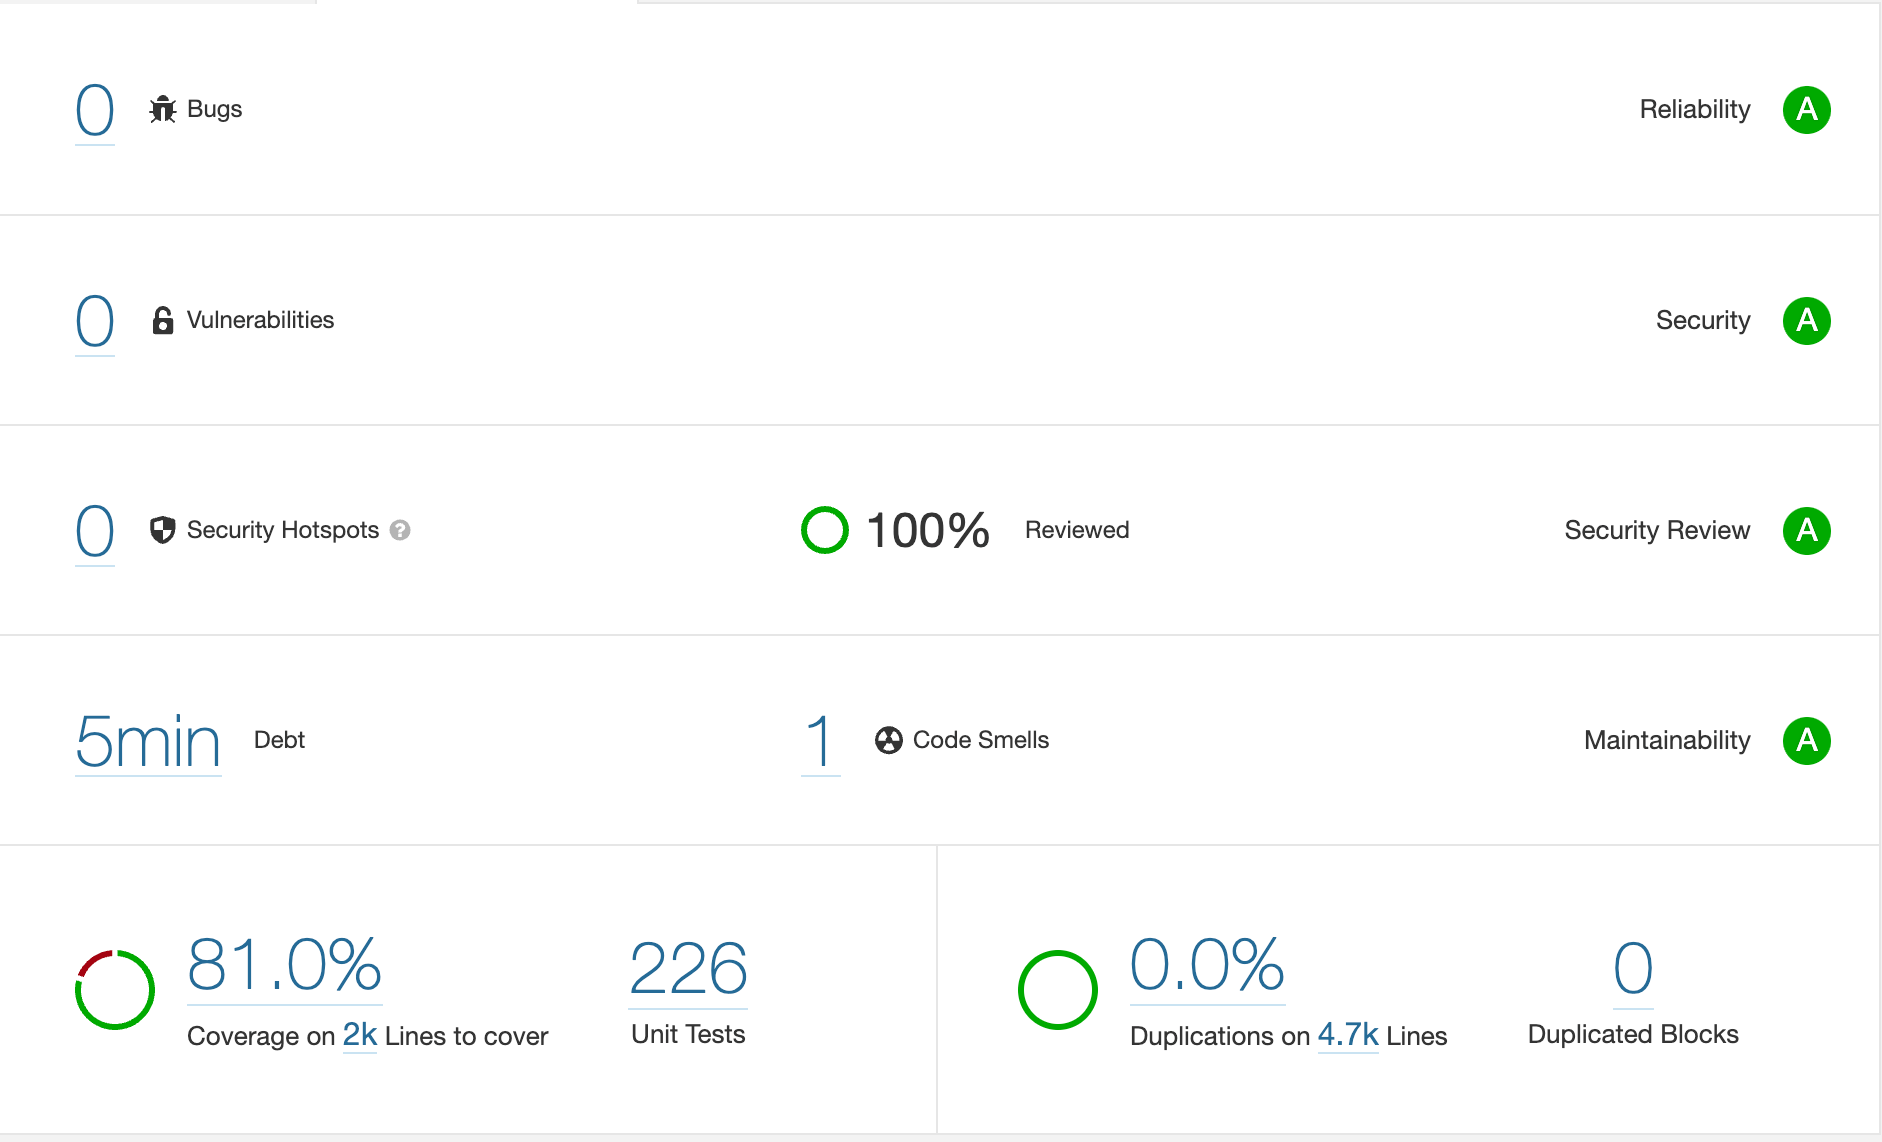 0 Bugs Reliability A
0 Vulnerabilities Security A
0 Security Hotspots ? 100% Reviewed Security Review A
5min Debt 1 Code Smells Maintainability A
81.0%
Coverage on 2k Lines to cover
226
Unit Tests
0.0%
Duplications on 4.7k Lines
0
Duplicated Blocks